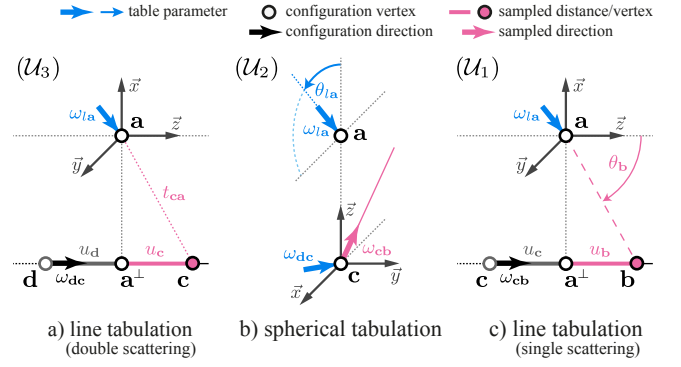 table parameter
configuration vertex
sampled distance/vertex
configuration direction
sampled direction
(𝒰₃)
x⃗
ω_la
a
z⃗
y⃗
t_ca
u_d
u_c
d
ω_dc
a⊥
c
a) line tabulation
(double scattering)
(𝒰₂)
θ_la
ω_la
a
z⃗
ω_dc
ω_cb
c
y⃗
x⃗
b) spherical tabulation
(𝒰₁)
x⃗
ω_la
a
z⃗
y⃗
θ_b
u_c
u_b
c
ω_cb
a⊥
b
c) line tabulation
(single scattering)